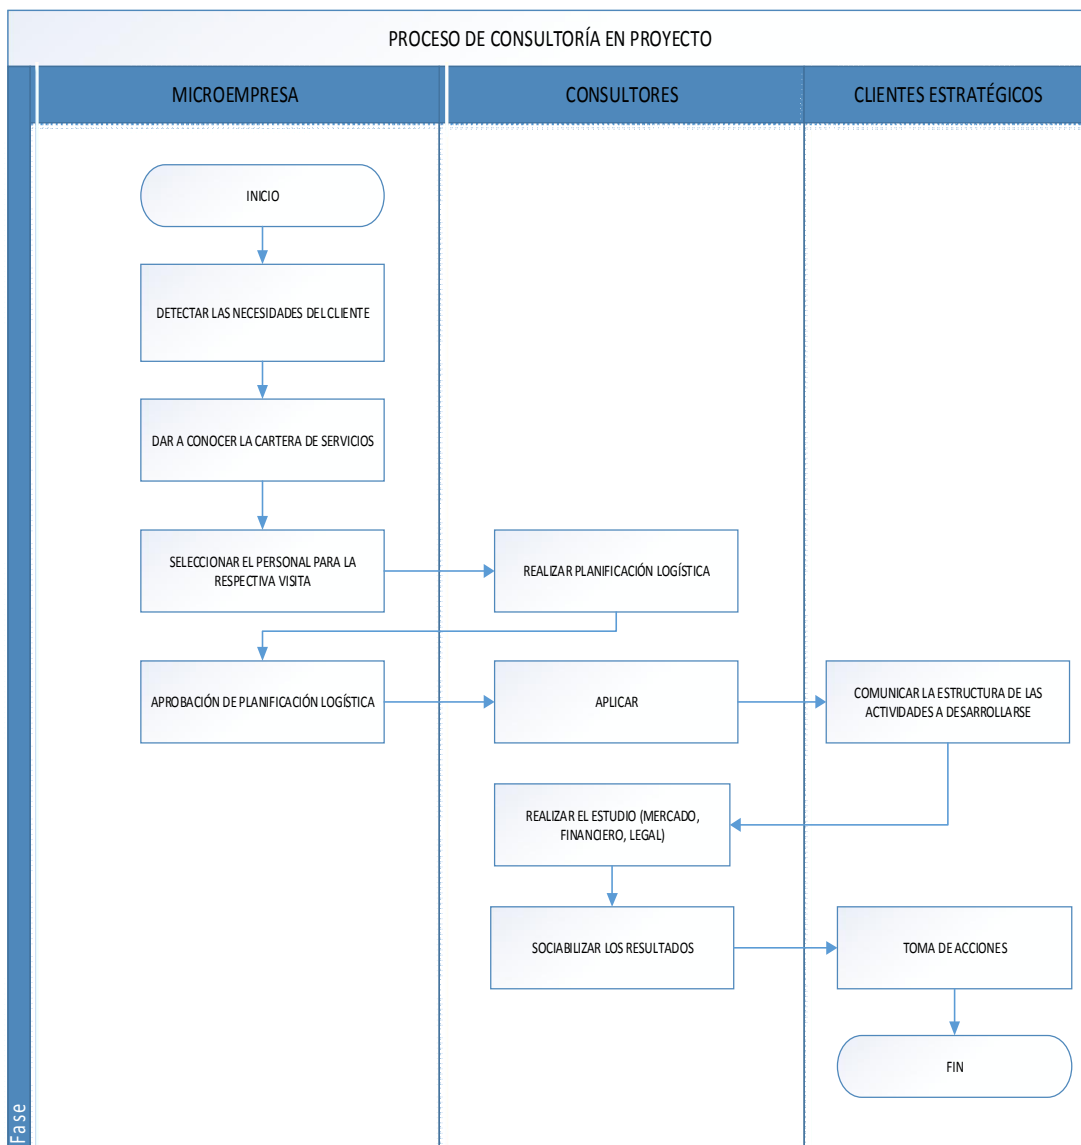 PROCESO DE CONSULTORÍA EN PROYECTO
MICROEMPRESA
CONSULTORES
CLIENTES ESTRATÉGICOS
INICIO
DETECTAR LAS NECESIDADES DEL CLIENTE
DAR A CONOCER LA CARTERA DE SERVICIOS
SELECCIONAR EL PERSONAL PARA LA
RESPECTIVA VISITA
REALIZAR PLANIFICACIÓN LOGÍSTICA
APROBACIÓN DE PLANIFICACIÓN LOGÍSTICA
APLICAR
COMUNICAR LA ESTRUCTURA DE LAS
ACTIVIDADES A DESARROLLARSE
REALIZAR EL ESTUDIO (MERCADO,
FINANCIERO, LEGAL)
SOCIABILIZAR LOS RESULTADOS
TOMA DE ACCIONES
FIN
Fase